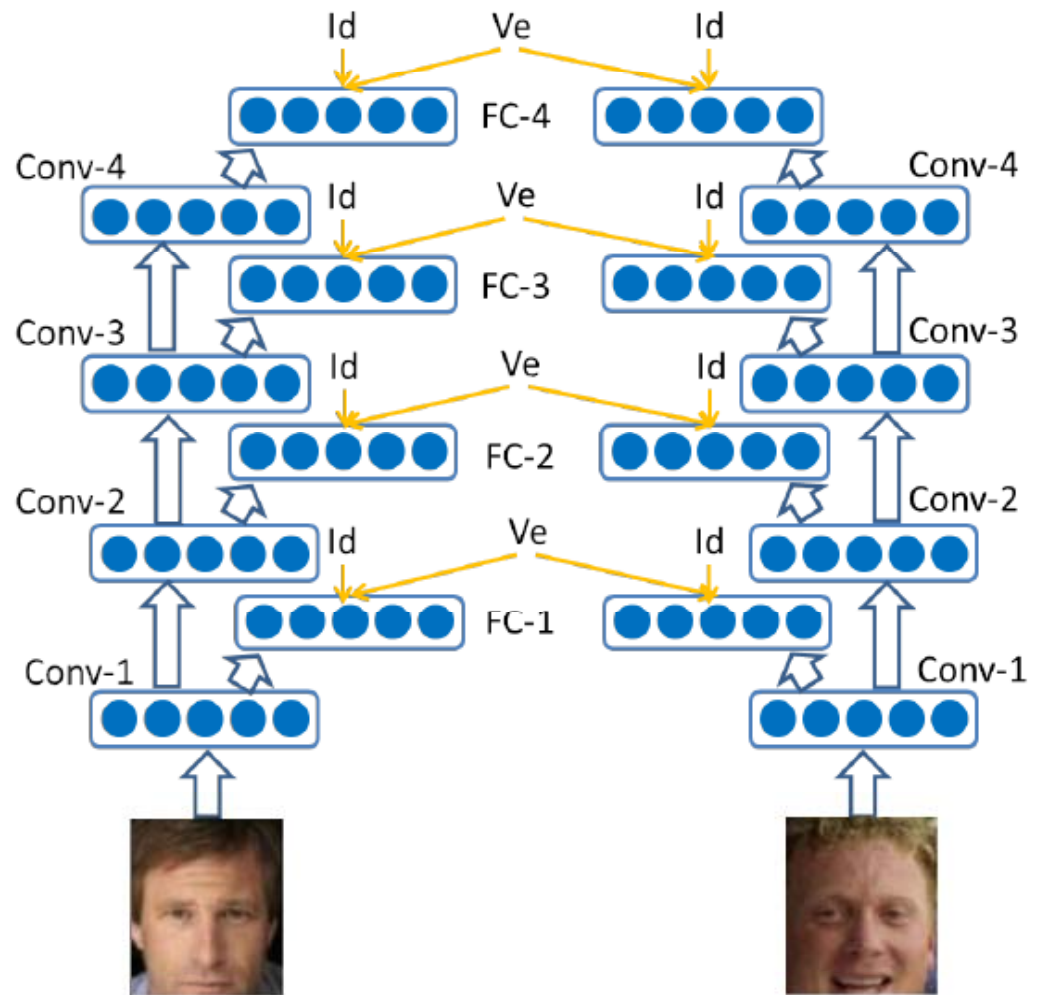 Id Ve Id
FC-4
Conv-4 Conv-4
Id Ve Id
FC-3
Conv-3 Conv-3
Id Ve Id
FC-2
Conv-2 Conv-2
Id Ve Id
FC-1
Conv-1 Conv-1